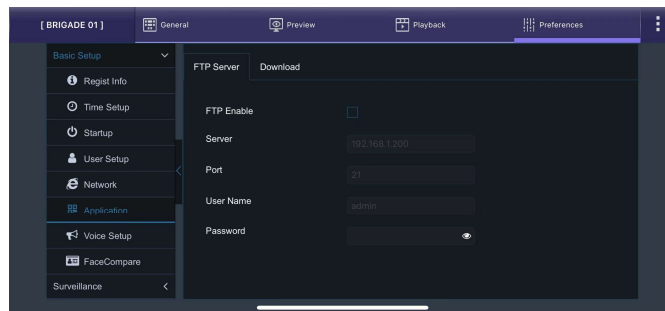 [ BRIGADE 01 ]
General
Preview
Playback
Preferences
Basic Setup
Regist Info
Time Setup
Startup
User Setup
Network
Application
Voice Setup
FaceCompare
Surveillance
FTP Server
Download
FTP Enable
Server
192.168.1.200
Port
21
User Name
admin
Password